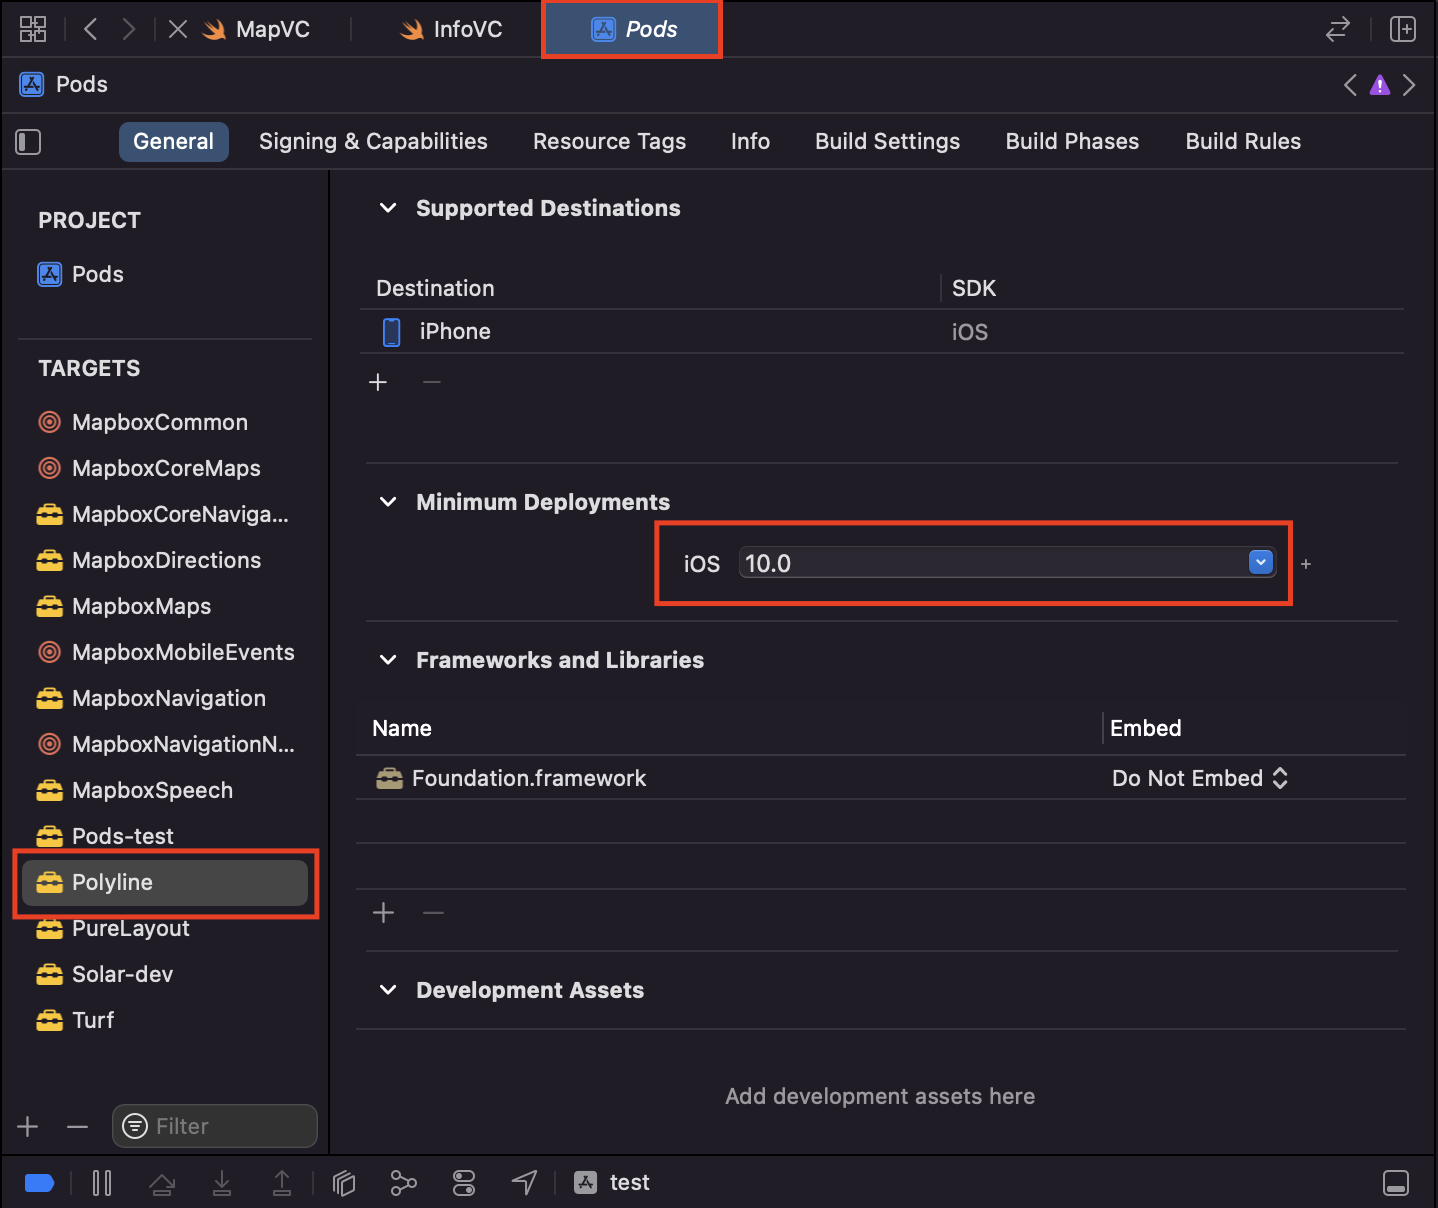 MapVC
InfoVC
Pods
Pods
General
Signing & Capabilities
Resource Tags
Info
Build Settings
Build Phases
Build Rules
PROJECT
Pods
TARGETS
MapboxCommon
MapboxCoreMaps
MapboxCoreNaviga...
MapboxDirections
MapboxMaps
MapboxMobileEvents
MapboxNavigation
MapboxNavigationN...
MapboxSpeech
Pods-test
Polyline
PureLayout
Solar-dev
Turf
Filter
Supported Destinations
Destination
SDK
iPhone
iOS
Minimum Deployments
iOS
10.0
Frameworks and Libraries
Name
Embed
Foundation.framework
Do Not Embed
Development Assets
Add development assets here
test